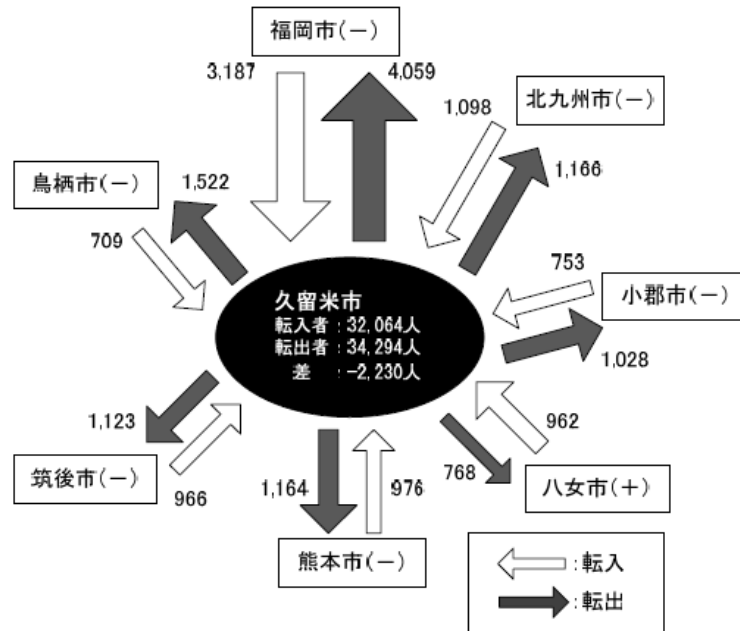 福岡市(－)
3,187
4,059
北九州市(－)
1,098
1,166
鳥栖市(－)
1,522
709
753
小郡市(－)
1,028
久留米市
転入者 : 32,064人
転出者 : 34,294人
差 : -2,230人
1,123
筑後市(－)
966
1,164
976
熊本市(－)
962
768
八女市(＋)
:転入
:転出